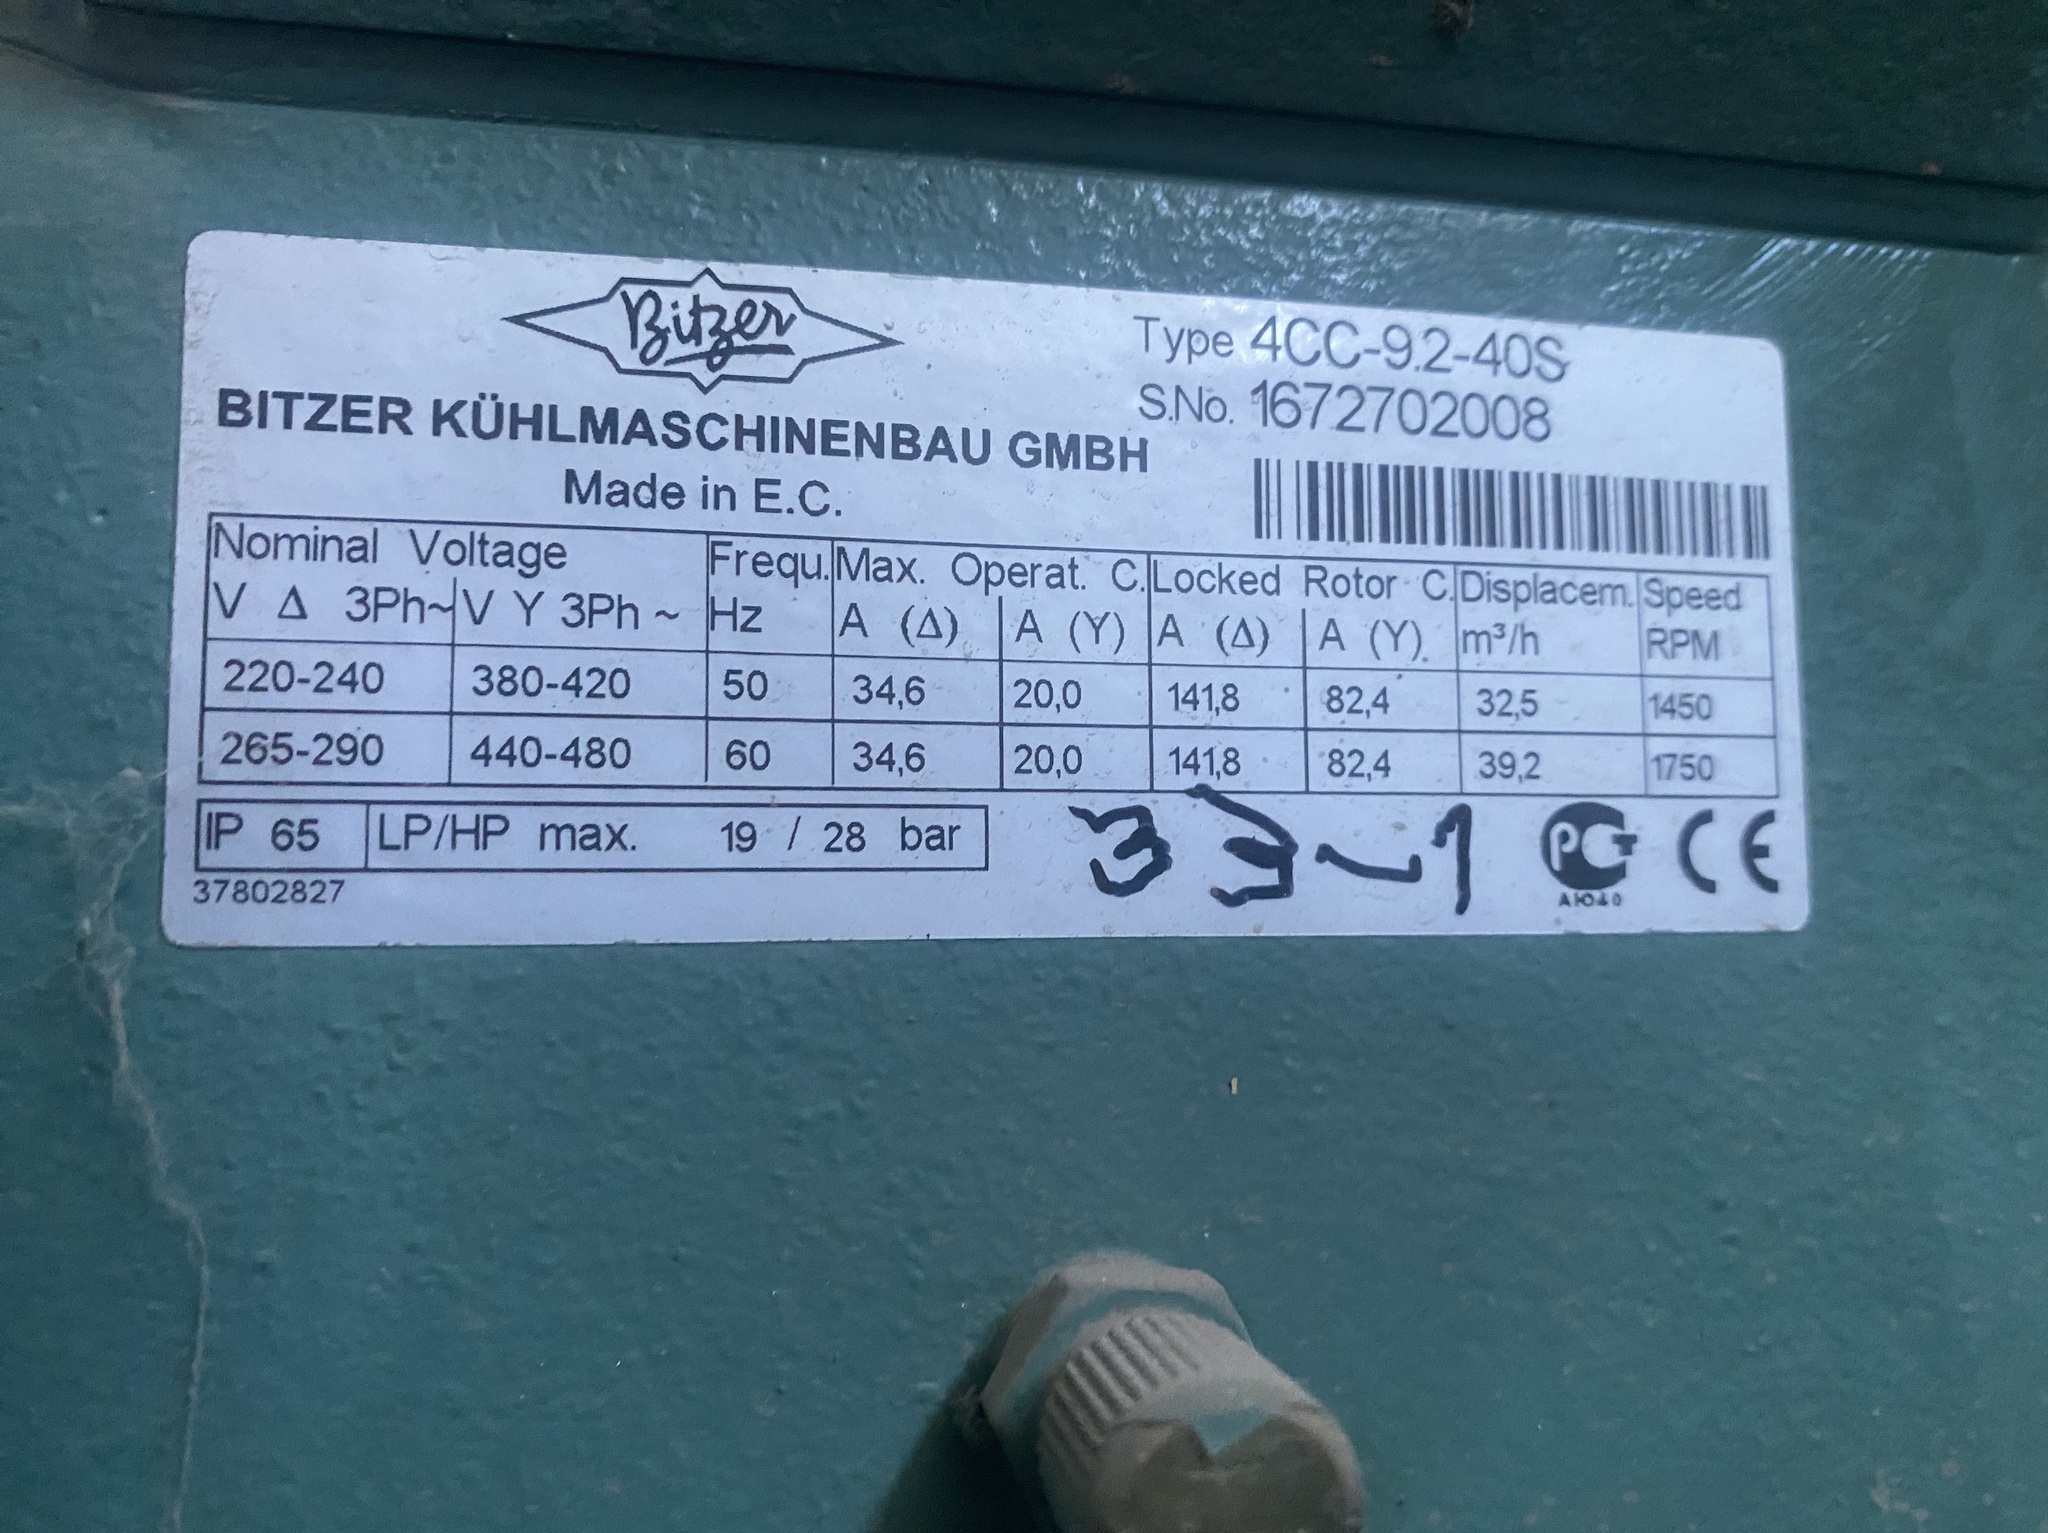 Bitzer
BITZER KÜHLMASCHINENBAU GMBH
Made in E.C.
Type 4CC-9.2-40S
S.No. 1672702008
Nominal Voltage Frequ. Max. Operat. C. Locked Rotor C. Displacem. Speed
V Δ 3Ph~ V Y 3Ph ~ Hz A (Δ) A (Y) A (Δ) A (Y) m³/h RPM
220-240 380-420 50 34,6 20,0 141,8 82,4 32,5 1450
265-290 440-480 60 34,6 20,0 141,8 82,4 39,2 1750
IP 65 LP/HP max. 19 / 28 bar
37802827
33-1
РСТ
CE